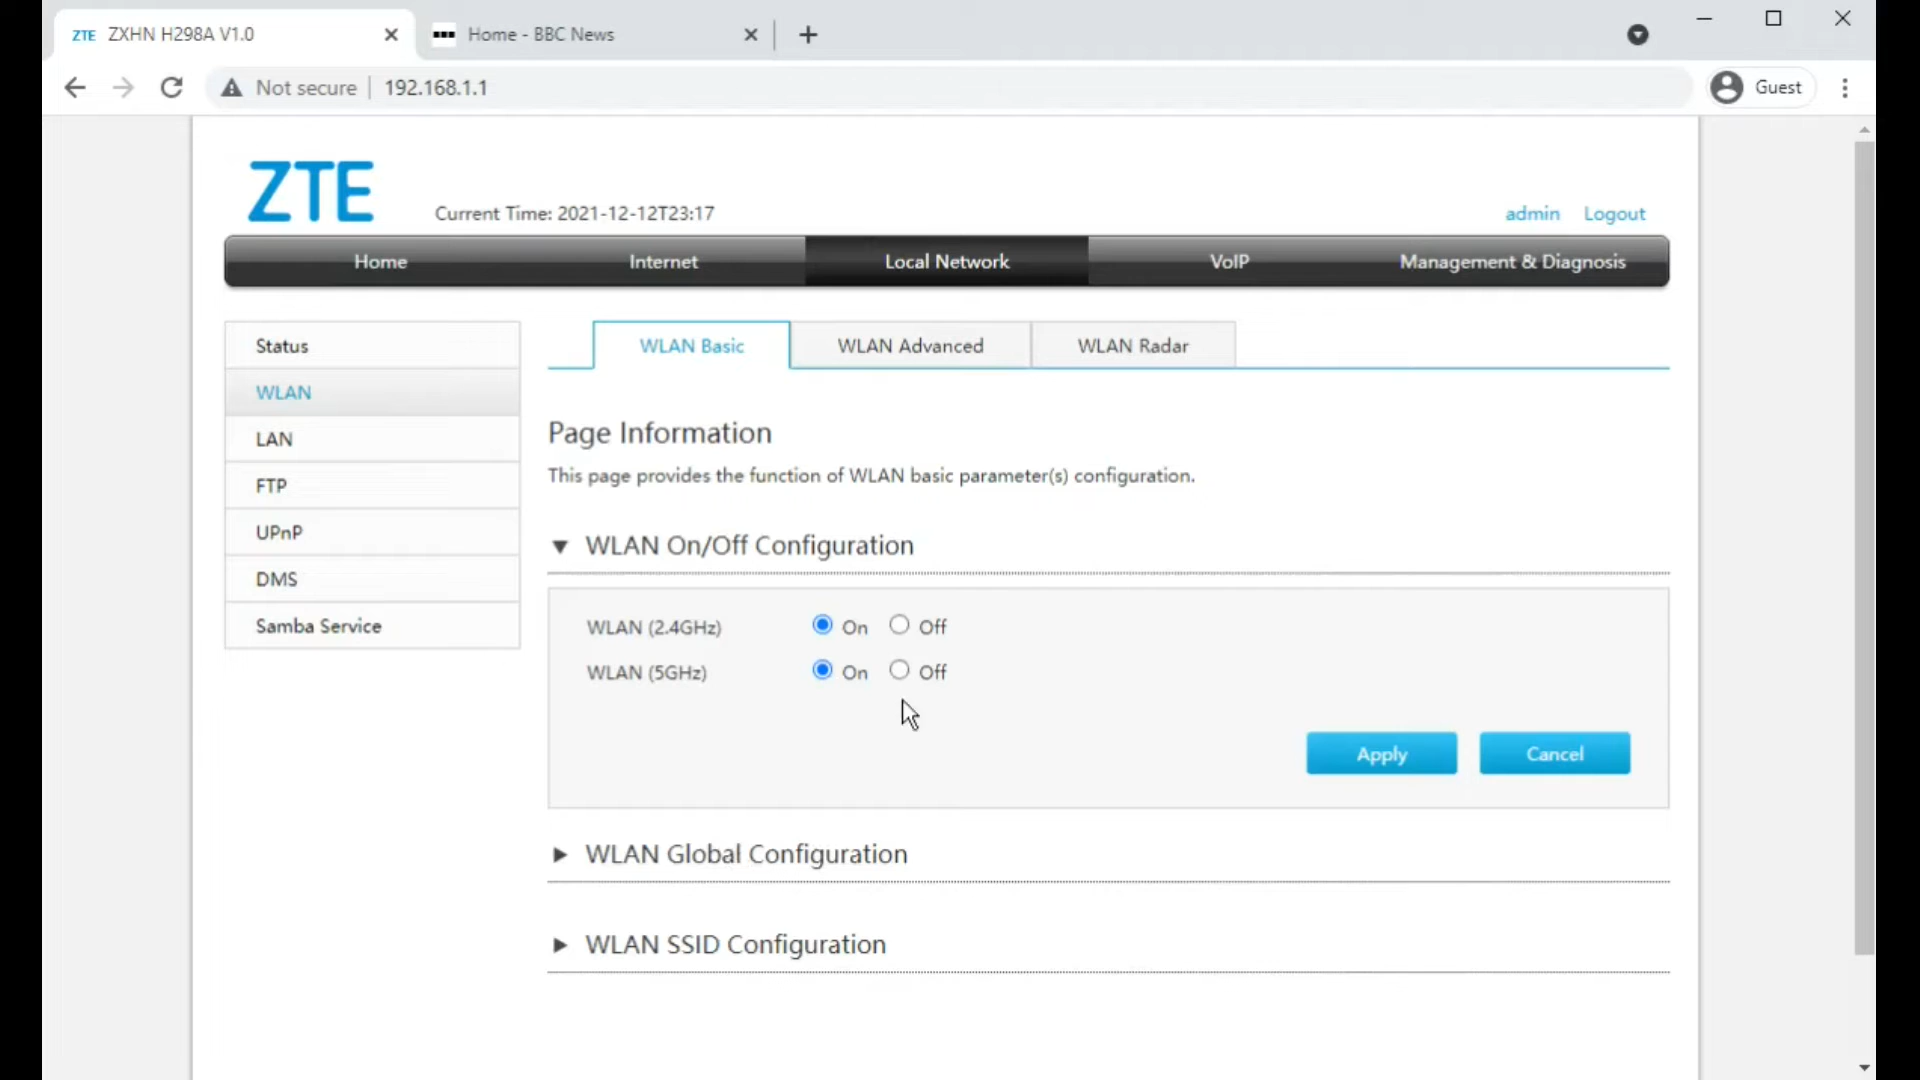 ZTE ZXHN H298A V1.0
Home - BBC News
Not secure 192.168.1.1
Guest
ZTE
Current Time: 2021-12-12T23:17
admin Logout
Home Internet Local Network VoIP Management & Diagnosis
Status
WLAN
LAN
FTP
UPnP
DMS
Samba Service
WLAN Basic WLAN Advanced WLAN Radar
Page Information
This page provides the function of WLAN basic parameter(s) configuration.
WLAN On/Off Configuration
WLAN (2.4GHz) On Off
WLAN (5GHz) On Off
Apply Cancel
WLAN Global Configuration
WLAN SSID Configuration